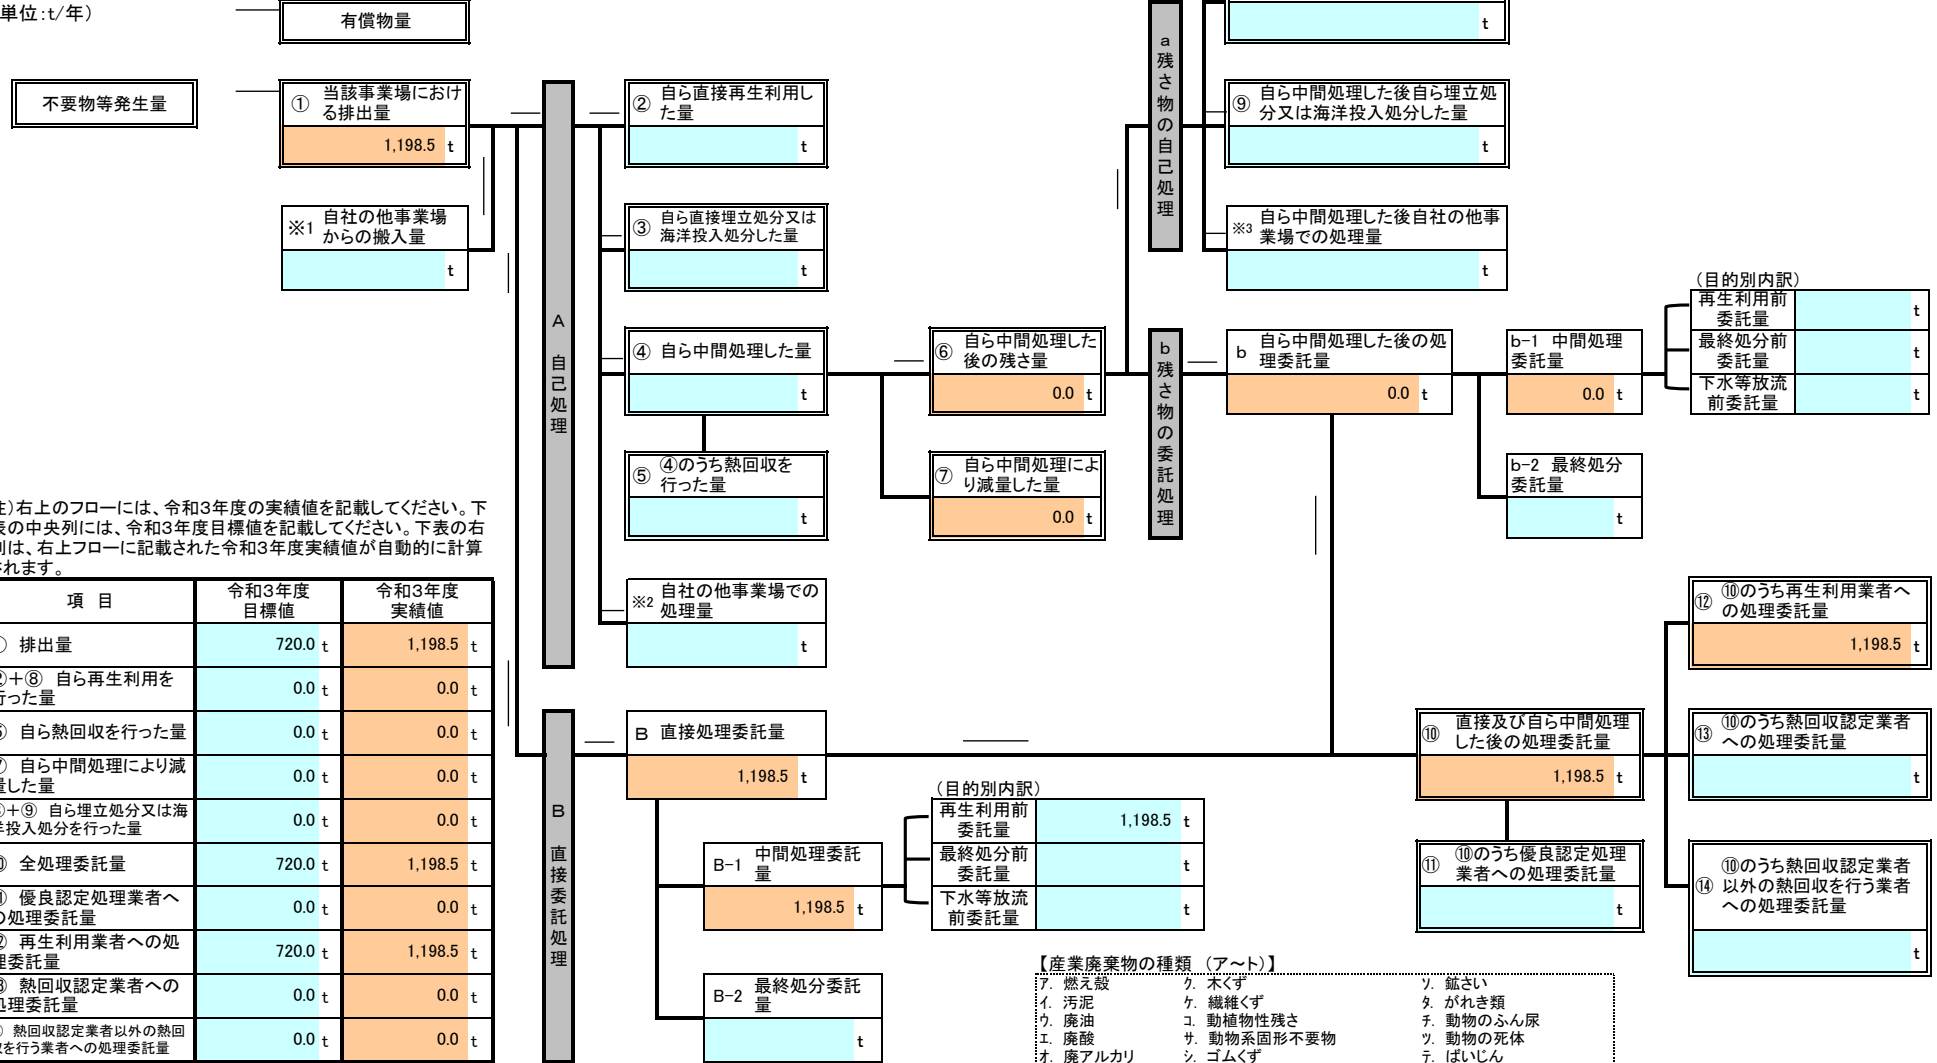 単位:t/年）
有償物量
t
不要物等発生量
① 当該事業場におけ
る排出量
1,198.5 t
※1 自社の他事業場
からの搬入量
t
A 自己処理
② 自ら直接再生利用し
た量
t
③ 自ら直接埋立処分又は
海洋投入処分した量
t
④ 自ら中間処理した量
t
⑤ ④のうち熱回収を
行った量
t
※2 自社の他事業場での
処理量
t
⑥ 自ら中間処理した
後の残さ量
0.0 t
⑦ 自ら中間処理によ
り減量した量
0.0 t
a 残さ物の自己処理
⑨ 自ら中間処理した後自ら埋立処
分又は海洋投入処分した量
t
※3 自ら中間処理した後自社の他事
業場での処理量
t
b 残さ物の委託処理
b 自ら中間処理した後の処
理委託量
0.0 t
b-1 中間処理
委託量
0.0 t
b-2 最終処分
委託量
t
（目的別内訳）
再生利用前
委託量
t
最終処分前
委託量
t
下水等放流
前委託量
t
)右上のフローには、令和3年度の実績値を記載してください。下
の中央列には、令和3年度目標値を記載してください。下表の右
は、右上フローに記載された令和3年度実績値が自動的に計算
れます。
項 目 令和3年度
目標値 令和3年度
実績値
排出量 720.0 t 1,198.5 t
＋⑧ 自ら再生利用を
った量 0.0 t 0.0 t
自ら熱回収を行った量 0.0 t 0.0 t
自ら中間処理により減
した量 0.0 t 0.0 t
＋⑨ 自ら埋立処分又は海
投入処分を行った量 0.0 t 0.0 t
全処理委託量 720.0 t 1,198.5 t
優良認定処理業者へ
の処理委託量 0.0 t 0.0 t
再生利用業者への処
委託量 720.0 t 1,198.5 t
熱回収認定業者への
処理委託量 0.0 t 0.0 t
熱回収認定業者以外の熱回
を行う業者への処理委託量 0.0 t 0.0 t
B 直接委託処理
B 直接処理委託量
1,198.5 t
B-1 中間処理委託
量
1,198.5 t
B-2 最終処分委託
量
t
（目的別内訳）
再生利用前
委託量
1,198.5 t
最終処分前
委託量
t
下水等放流
前委託量
t
⑩ 直接及び自ら中間処理
した後の処理委託量
1,198.5 t
⑪ ⑩のうち優良認定処理
業者への処理委託量
t
⑫ ⑩のうち再生利用業者へ
の処理委託量
1,198.5 t
⑬ ⑩のうち熱回収認定業者
への処理委託量
t
⑭ ⑩のうち熱回収認定業者
以外の熱回収を行う業者
への処理委託量
t
【産業廃棄物の種類 （ア～ト）】
ア. 燃え殻 ク. 木くず ソ. 鉱さい
イ. 汚泥 ケ. 繊維くず タ. がれき類
ウ. 廃油 コ. 動植物性残さ チ. 動物のふん尿
エ. 廃酸 サ. 動物系固形不要物 ツ. 動物の死体
オ. 廃アルカリ シ. ゴムくず テ. ばいじん